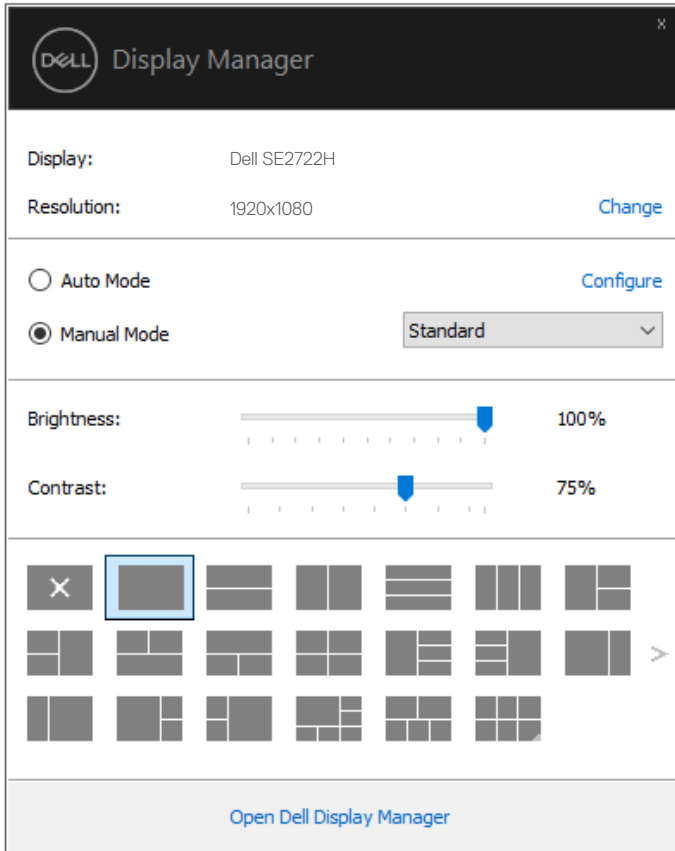 x
DELL Display Manager
Display: Dell SE2722H
Resolution: 1920x1080 Change
Auto Mode Configure
Manual Mode Standard
Brightness: 100%
Contrast: 75%
Open Dell Display Manager